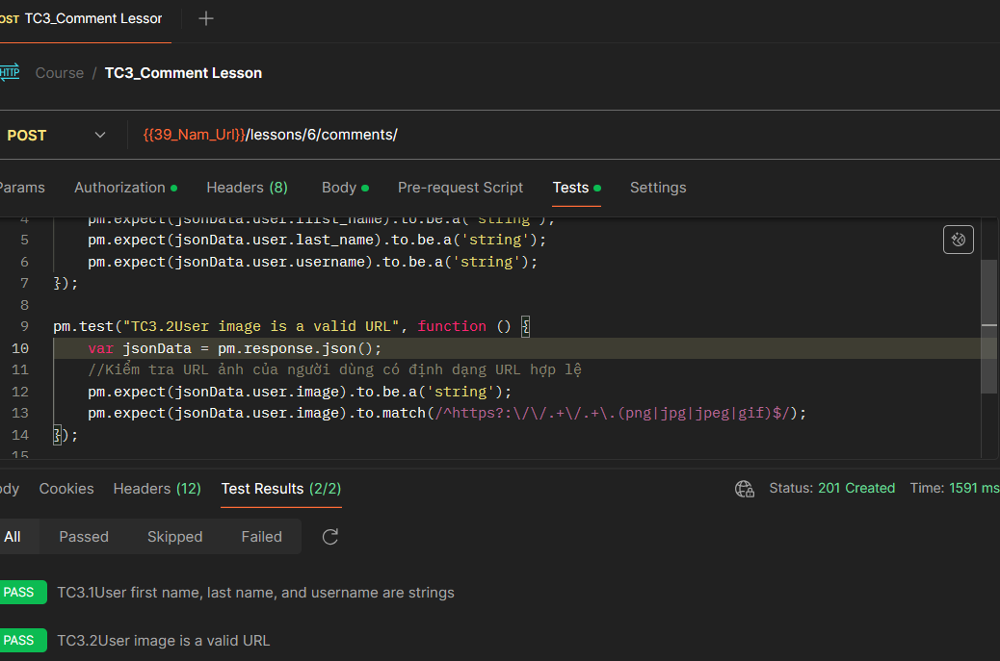 OST TC3_Comment Lessor +
HTTP Course / TC3_Comment Lesson
POST {{39_Nam_Url}}/lessons/6/comments/
Params Authorization Headers (8) Body Pre-request Script Tests Settings
4 pm.expect(jsonData.user.first_name).to.be.a('string');
5 pm.expect(jsonData.user.last_name).to.be.a('string');
6 pm.expect(jsonData.user.username).to.be.a('string');
7 });
8
9 pm.test("TC3.2User image is a valid URL", function () {
10 var jsonData = pm.response.json();
11 //Kiểm tra URL ảnh của người dùng có định dạng URL hợp lệ
12 pm.expect(jsonData.user.image).to.be.a('string');
13 pm.expect(jsonData.user.image).to.match(/^https?:\/\/.+\/.+\.(png|jpg|jpeg|gif)$/);
14 });
15
ody Cookies Headers (12) Test Results (2/2) Status: 201 Created Time: 1591 ms
All Passed Skipped Failed
PASS TC3.1User first name, last name, and username are strings
PASS TC3.2User image is a valid URL